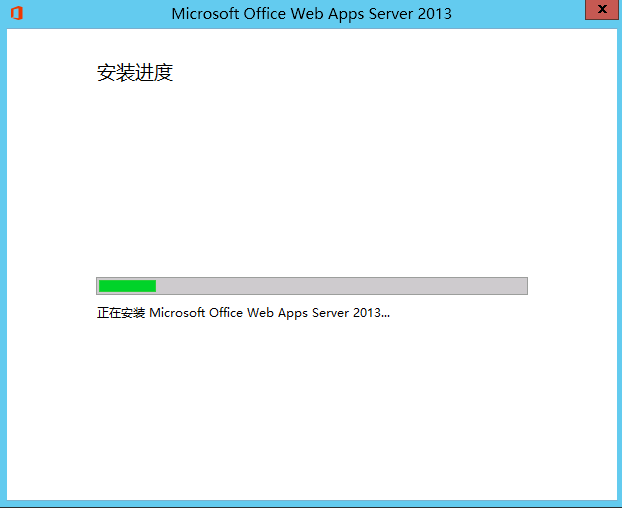 Microsoft Office Web Apps Server 2013
安装进度
正在安装 Microsoft Office Web Apps Server 2013...